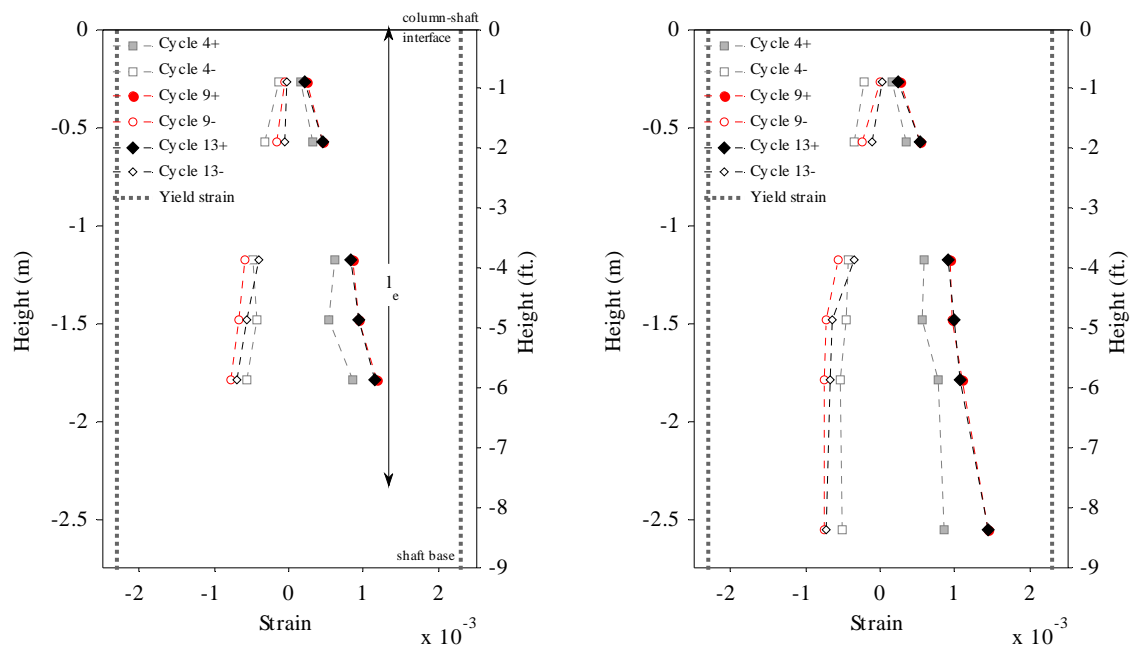 column-shaft
interface
0
-0.5
-1
-1.5
-2
-2.5
Height (m)
Cycle 4+
Cycle 4-
Cycle 9+
Cycle 9-
Cycle 13+
Cycle 13-
Yield strain
l
e
shaft base
-0
-1
-2
-3
-4
-5
-6
-7
-8
-9
Height (ft.)
-2
-1
0
1
2
Strain
x 10
-3
0
-0.5
-1
-1.5
-2
-2.5
Height (m)
Cycle 4+
Cycle 4-
Cycle 9+
Cycle 9-
Cycle 13+
Cycle 13-
Yield strain
0
-1
-2
-3
-4
-5
-6
-7
-8
-9
Height (ft.)
-2
-1
0
1
2
Strain
x 10
-3